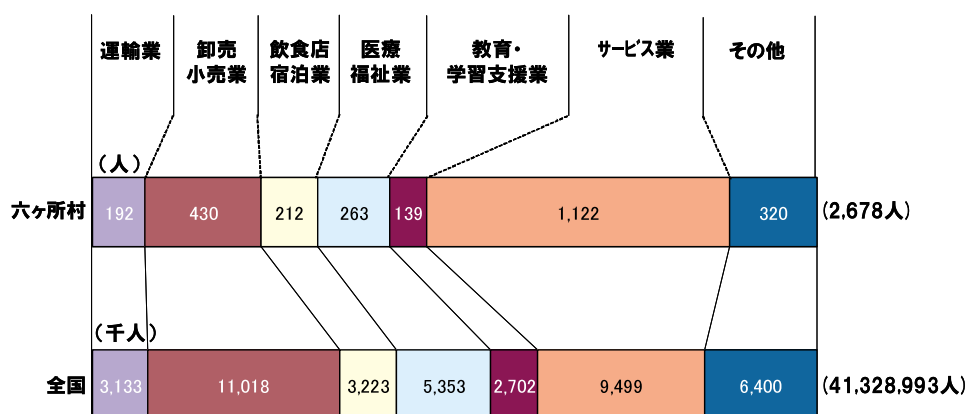 運輸業
卸売
小売業
飲食店
宿泊業
医療
福祉業
教育・
学習支援業
サービス業
その他
(人)
六ヶ所村
192
430
212
263
139
1,122
320
(2,678人)
(千人)
全国
3,133
11,018
3,223
5,353
2,702
9,499
6,400
(41,328,993人)